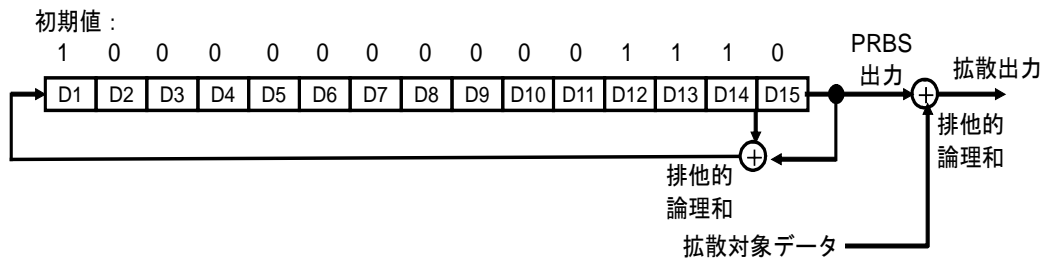 初期値：
1 0 0 0 0 0 0 0 0 0 0 1 1 1 0
D1 D2 D3 D4 D5 D6 D7 D8 D9 D10 D11 D12 D13 D14 D15
PRBS
出力
拡散出力
排他的
論理和
排他的
論理和
拡散対象データ